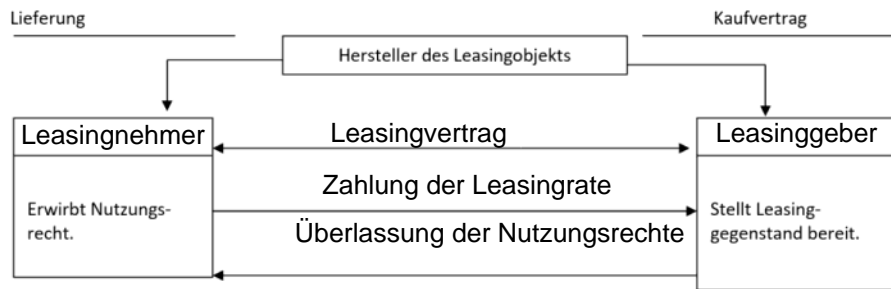 Lieferung
Kaufvertrag
Hersteller des Leasingobjekts
Leasingnehmer
Leasingvertrag
Leasinggeber
Zahlung der Leasingrate
Erwirbt Nutzungs-
recht.
Stellt Leasing-
gegenstand bereit.
Überlassung der Nutzungsrechte